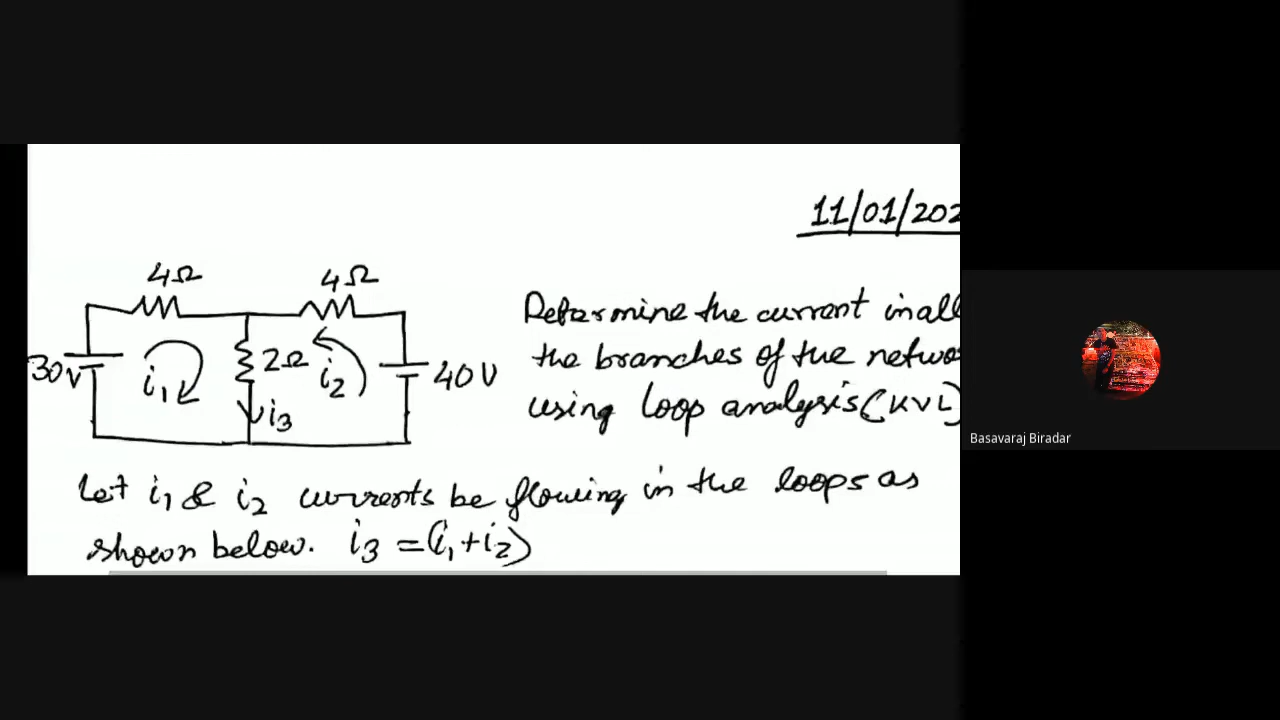 11/01/202
4Ω 4Ω
30V i1 2Ω i2 40V
i3
Determine the current in all
the branches of the netwo
using loop analysis (KVL)
Let i1 & i2 currents be flowing in the loops as
shown below. i3 = (i1+i2)
Basavaraj Biradar